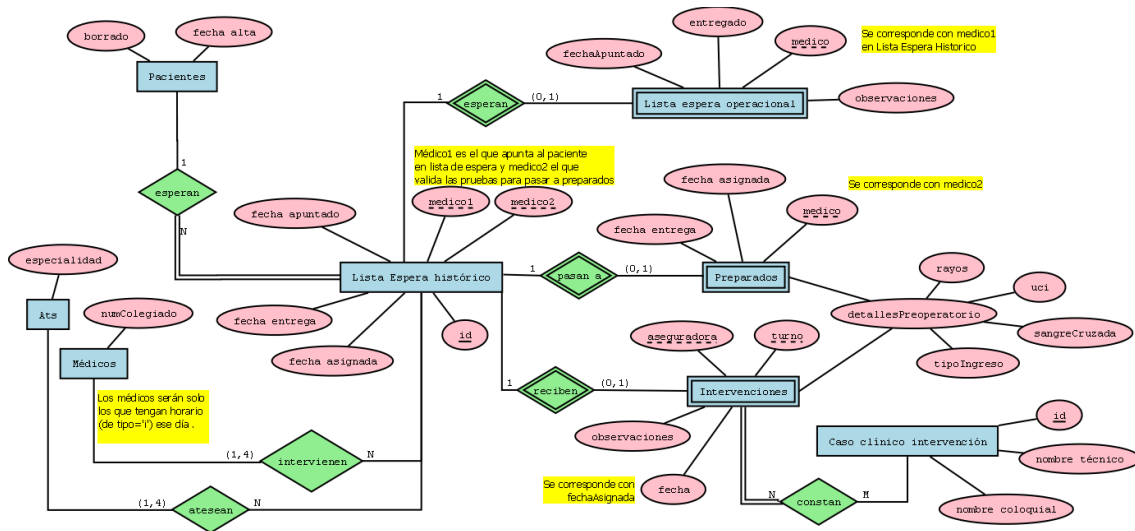 borrado
fecha alta
Pacientes
entregado
fechaApuntado
medico
Se corresponde con medico1
en Lista Espera Historico
1
esperan
(0,1)
Lista espera operacional
observaciones
1
esperan
N
Médico1 es el que apunta al paciente
en lista de espera y medico2 el que
valida las pruebas para pasar a preparados
fecha asignada
Se corresponde con medico2
fecha apuntado
medico1
medico2
fecha entrega
medico
especialidad
Lista Espera histórico
1
pasan a
(0,1)
Preparados
rayos
uci
Ats
numColegiado
fecha entrega
id
detallesPreoperatorio
sangreCruzada
Médicos
fecha asignada
aseguradora
turno
tipoIngreso
1
reciben
(0,1)
Intervenciones
Los médicos serán solo
los que tengan horario
(de tipo='i') ese día .
observaciones
id
Caso clínico intervención
(1,4)
intervienen
N
nombre técnico
Se corresponde con
fechaAsignada
fecha
N
constan
M
nombre coloquial
(1,4)
atesean
N